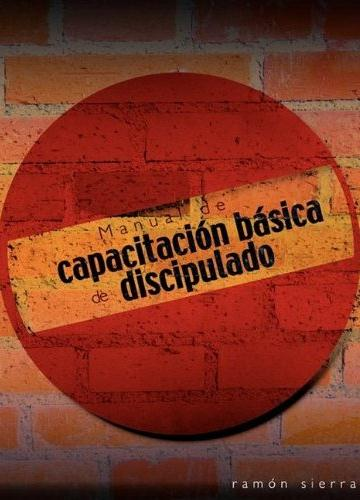 Manual de
capacitación básica
de discipulado
ramón sierra